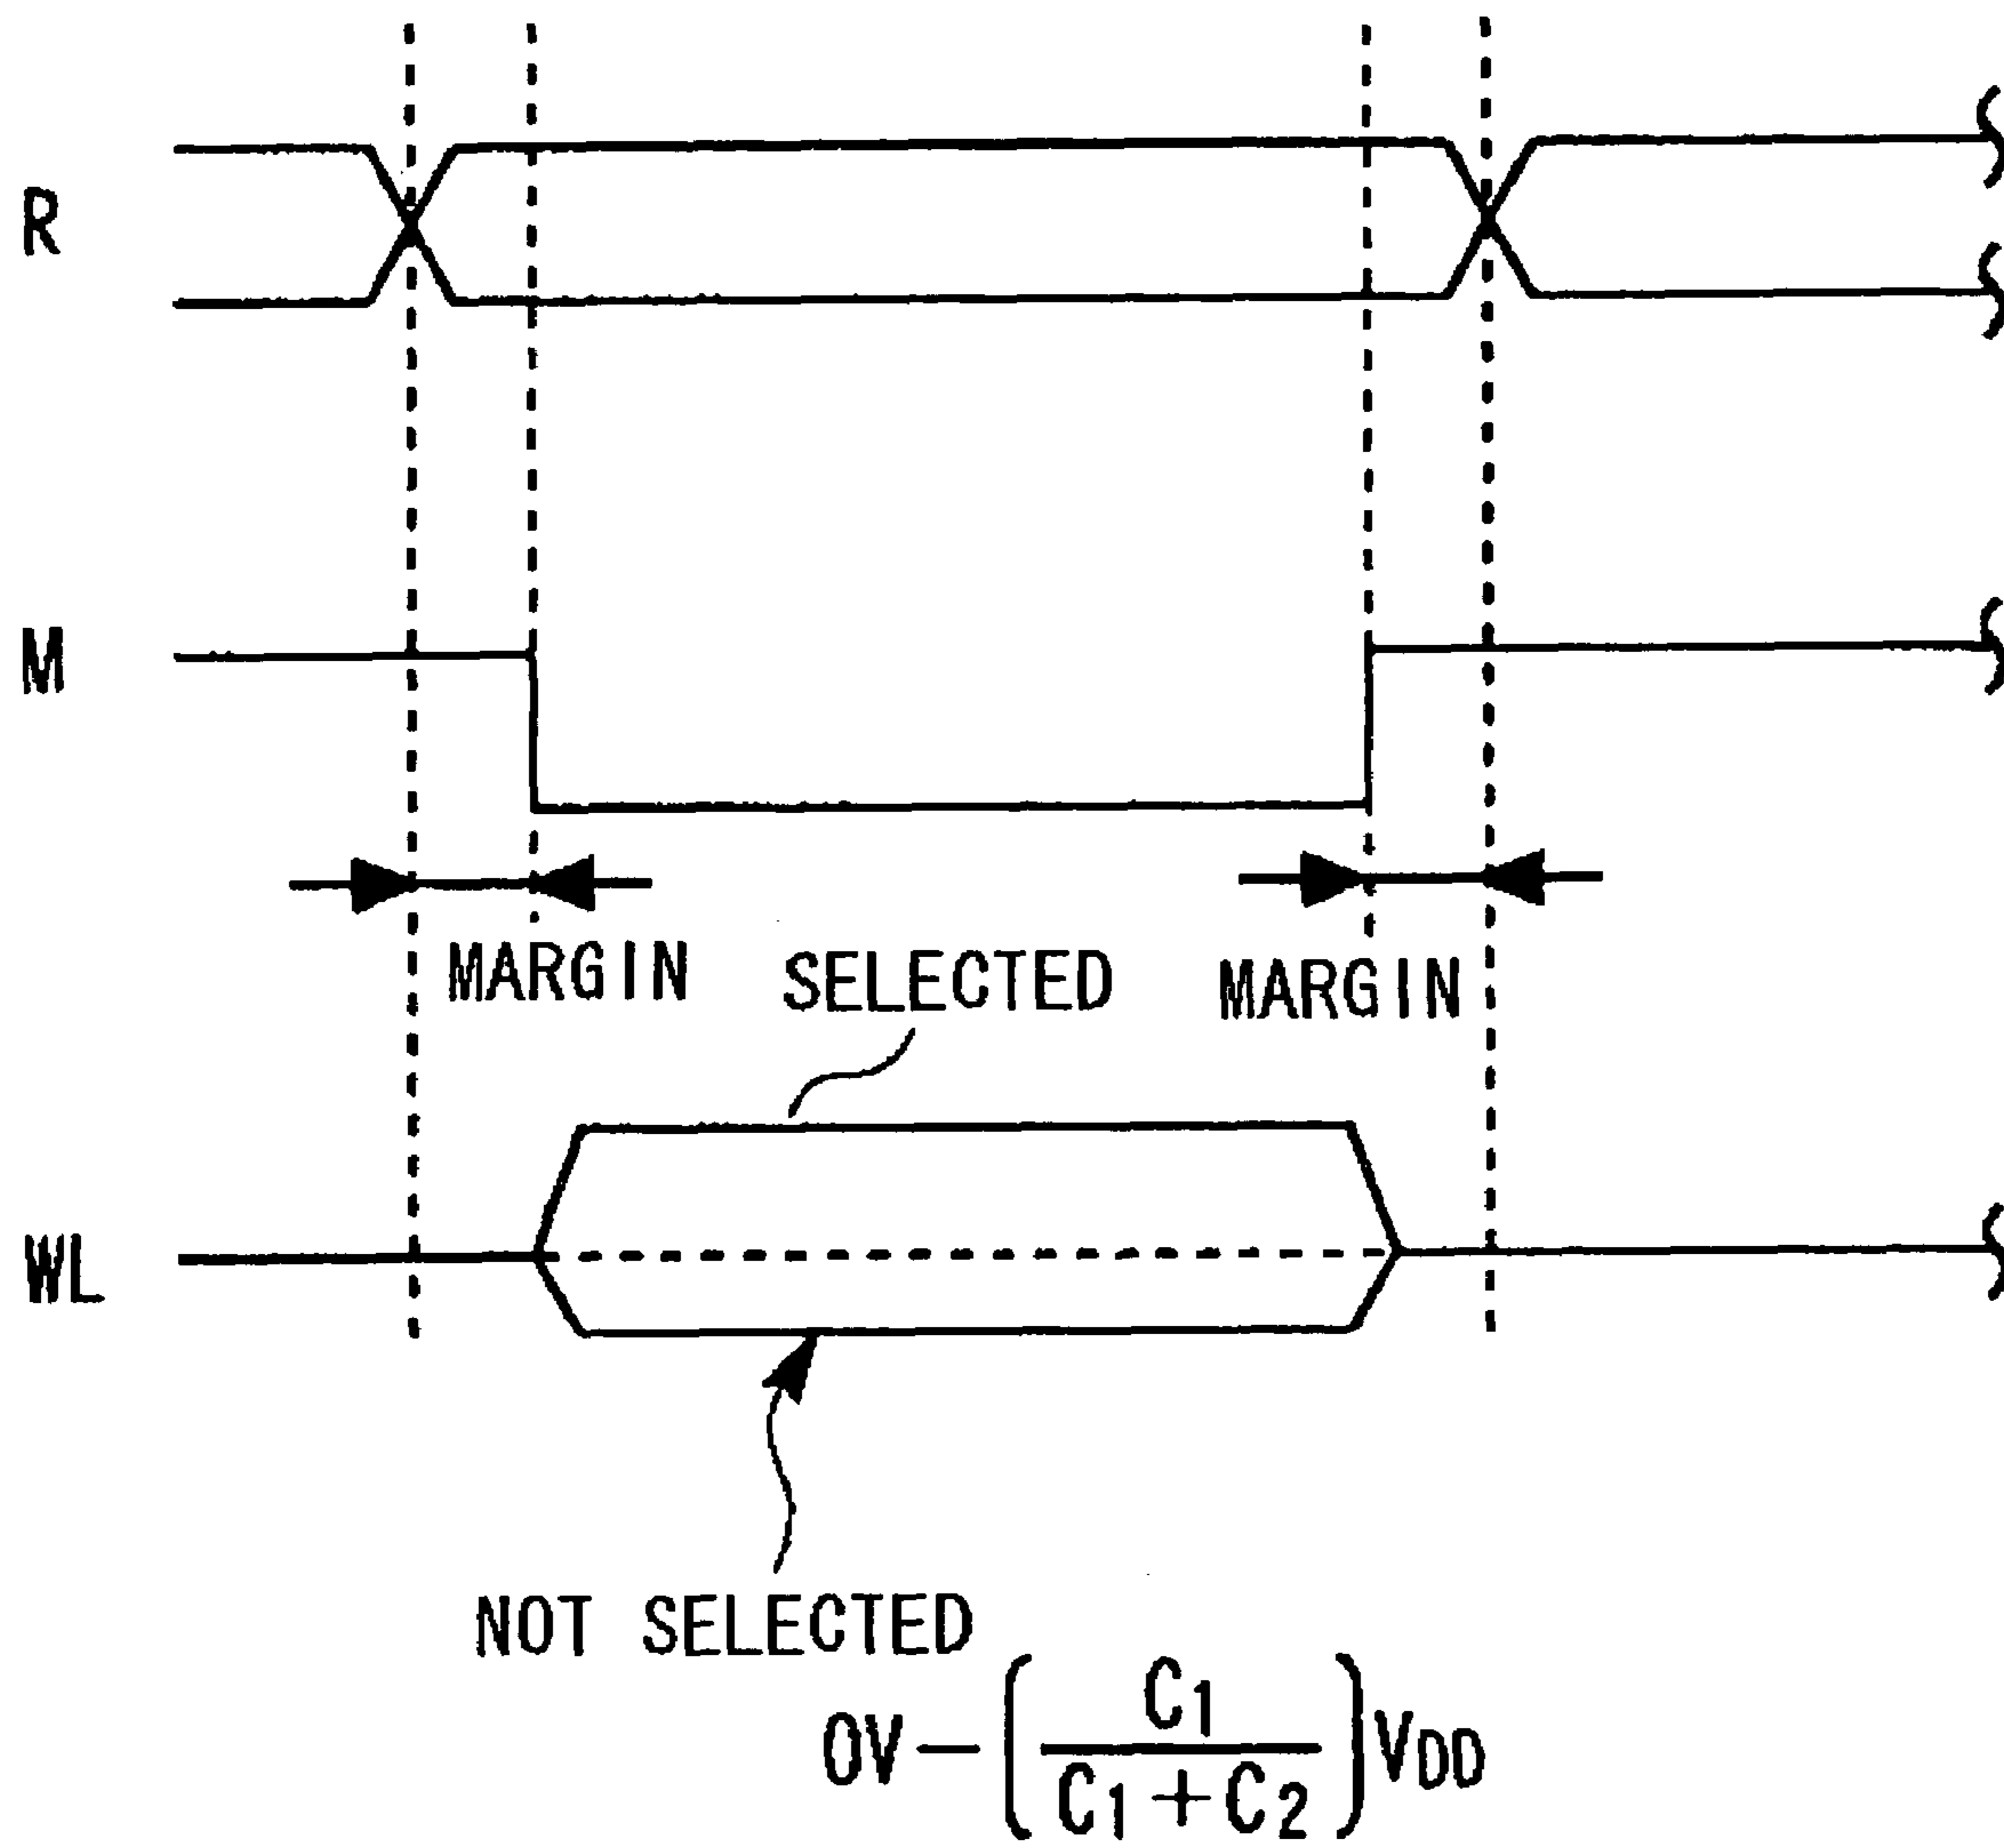 R
M
MARGIN SELECTED MARGIN
WL
NOT SELECTED
0V−(C1/(C1+C2))VDD